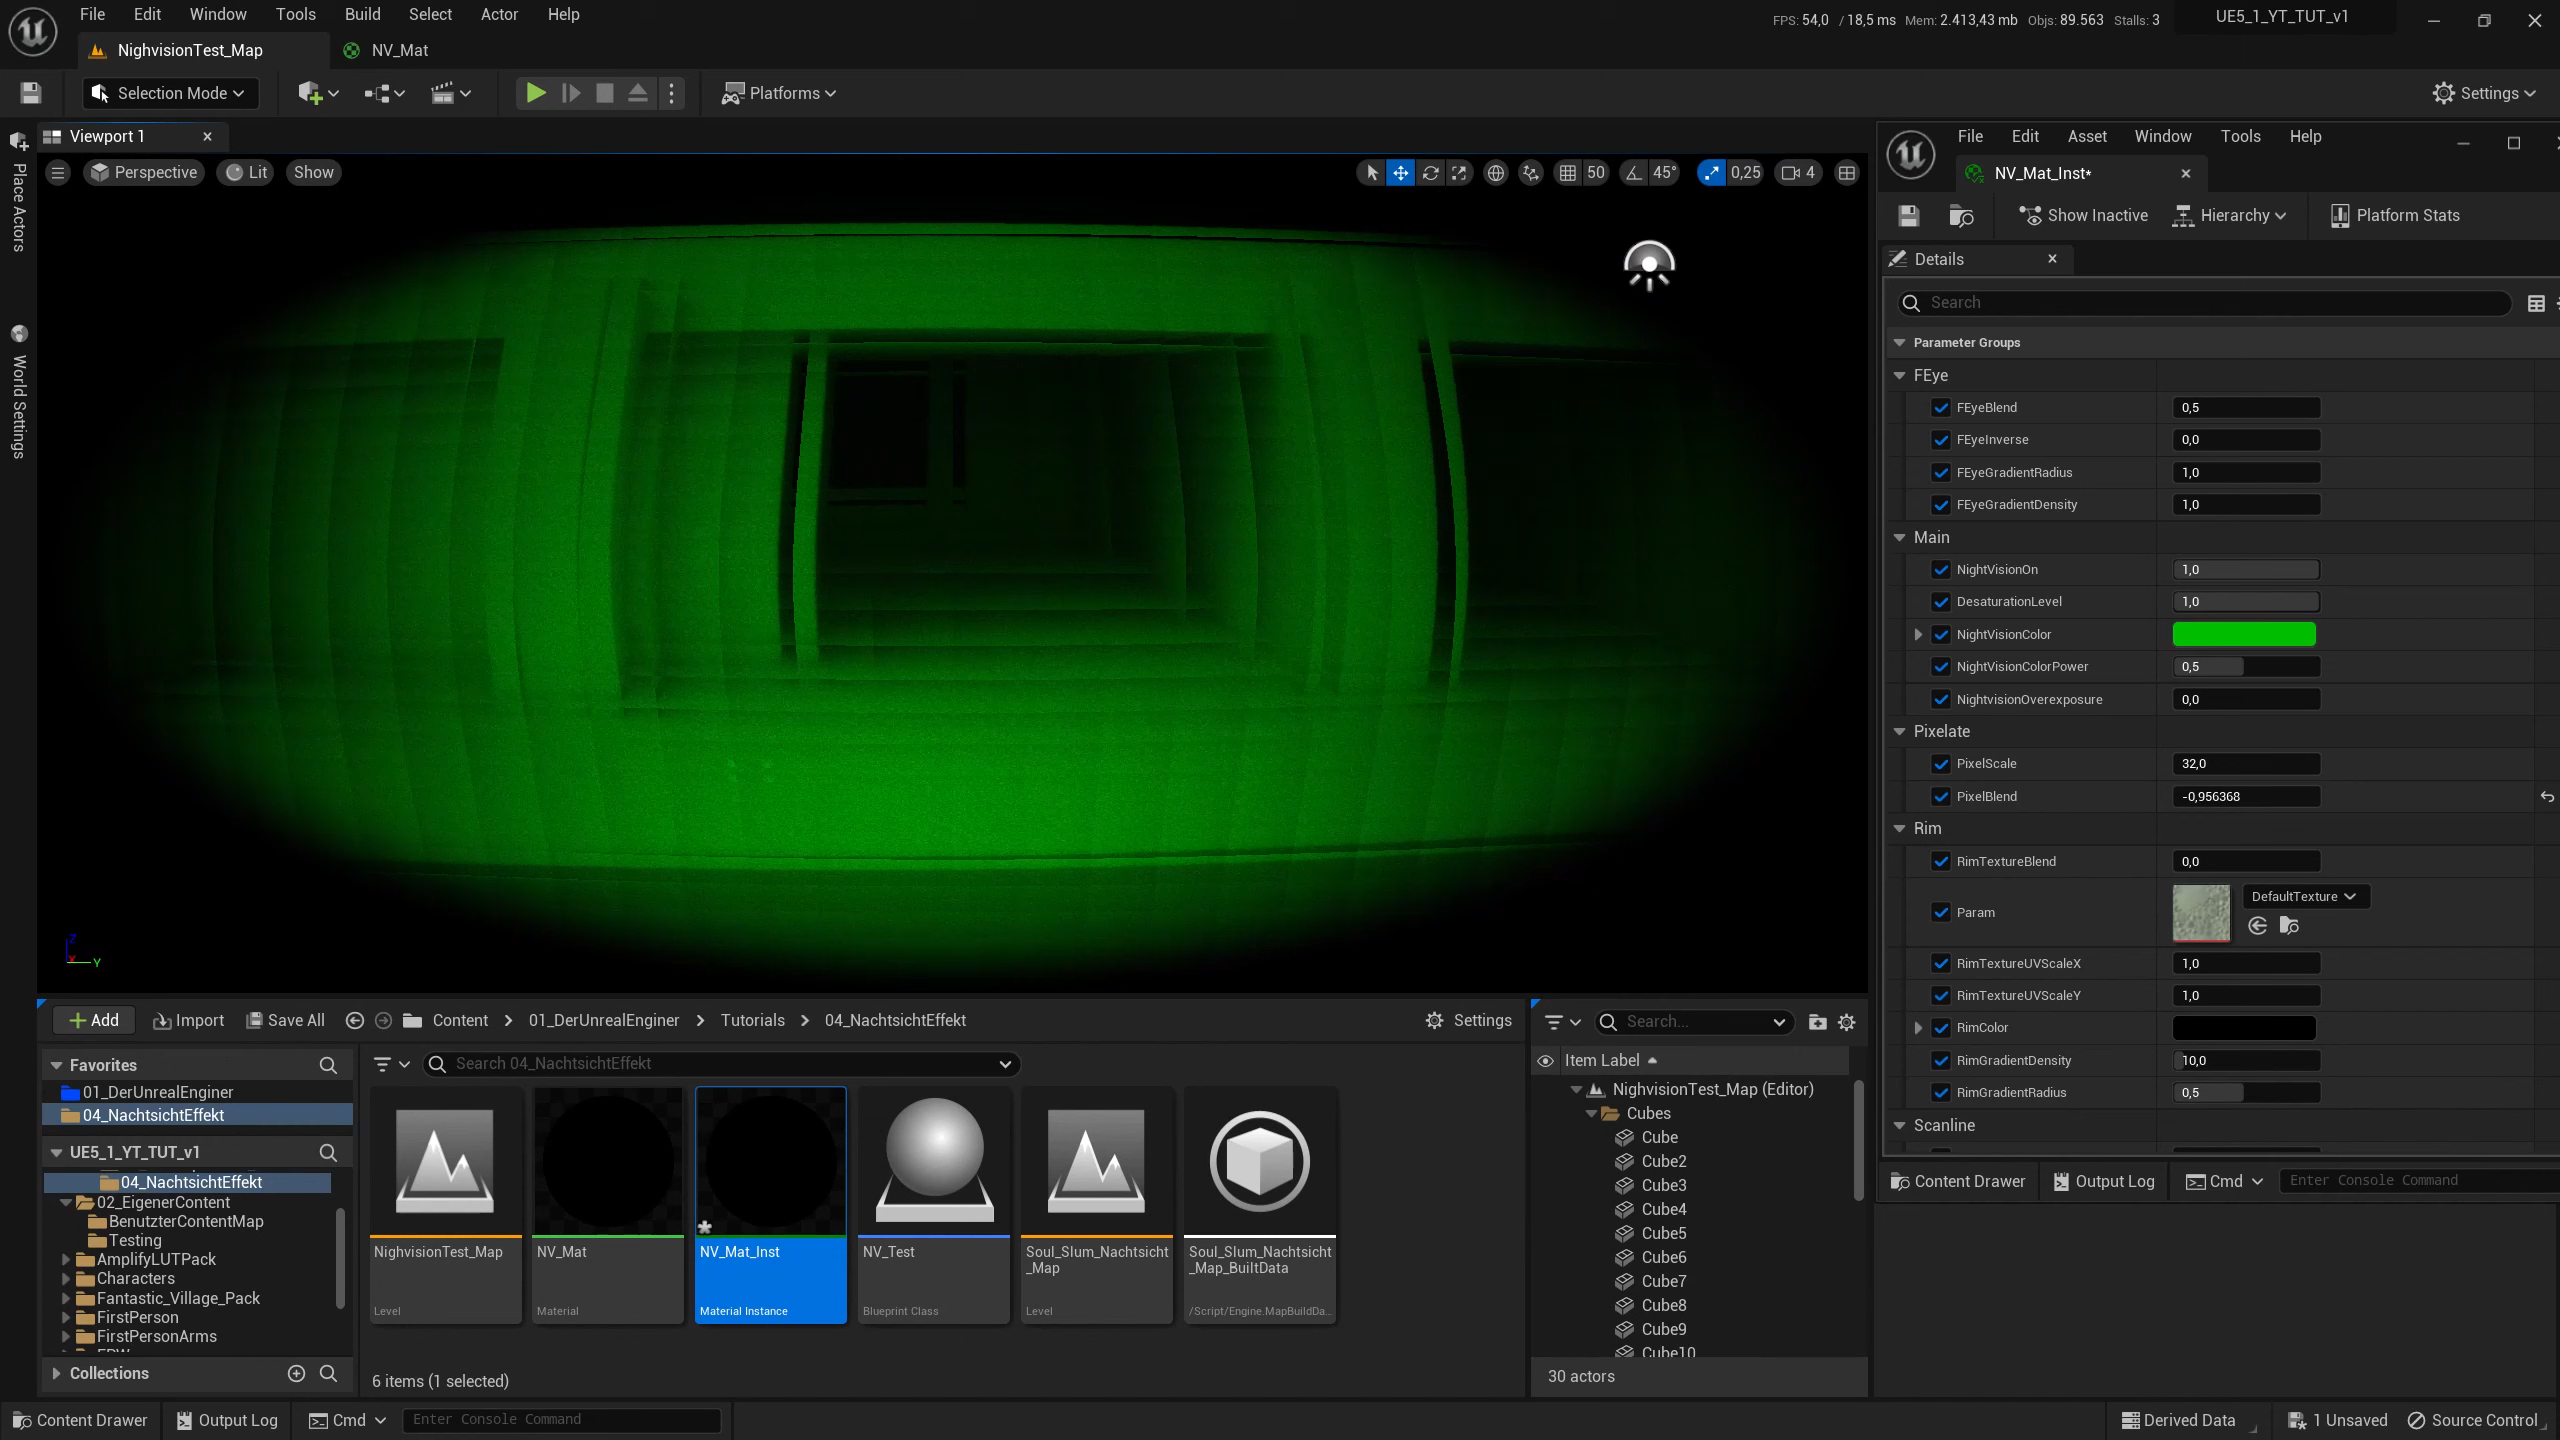 File Edit Window Tools Build Select Actor Help
FPS: 54,0 / 18,5 ms Mem: 2.413,43 mb Objs: 89.563 Stalls: 3
UE5_1_YT_TUT_v1
NighvisionTest_Map
NV_Mat
Selection Mode
Platforms
Settings
Place Actors
World Settings
Viewport 1
Perspective Lit Show
50 45° 0,25 4
Z
X
Y
File Edit Asset Window Tools Help
NV_Mat_Inst*
Show Inactive Hierarchy Platform Stats
Details
Search
Parameter Groups
FEye
FEyeBlend 0,5
FEyeInverse 0,0
FEyeGradientRadius 1,0
FEyeGradientDensity 1,0
Main
NightVisionOn 1,0
DesaturationLevel 1,0
NightVisionColor
NightVisionColorPower 0,5
NightvisionOverexposure 0,0
Pixelate
PixelScale 32,0
PixelBlend -0,956368
Rim
RimTextureBlend 0,0
Param DefaultTexture
RimTextureUVScaleX 1,0
RimTextureUVScaleY 1,0
RimColor
RimGradientDensity 10,0
RimGradientRadius 0,5
Scanline
Content Drawer Output Log Cmd Enter Console Command
Add Import Save All Content > 01_DerUnrealEnginer > Tutorials > 04_NachtsichtEffekt Settings
Favorites
01_DerUnrealEnginer
04_NachtsichtEffekt
UE5_1_YT_TUT_v1
04_NachtsichtEffekt
02_EigenerContent
BenutzterContentMap
Testing
AmplifyLUTPack
Characters
Fantastic_Village_Pack
FirstPerson
FirstPersonArms
Collections
Search 04_NachtsichtEffekt
NighvisionTest_Map
Level
NV_Mat
Material
NV_Mat_Inst
Material Instance
NV_Test
Blueprint Class
Soul_Slum_Nachtsicht
_Map
Level
Soul_Slum_Nachtsicht
_Map_BuiltData
/Script/Engine.MapBuildDa...
6 items (1 selected)
Search...
Item Label
NighvisionTest_Map (Editor)
Cubes
Cube
Cube2
Cube3
Cube4
Cube5
Cube6
Cube7
Cube8
Cube9
Cube10
30 actors
Content Drawer Output Log Cmd Enter Console Command
Derived Data 1 Unsaved Source Control